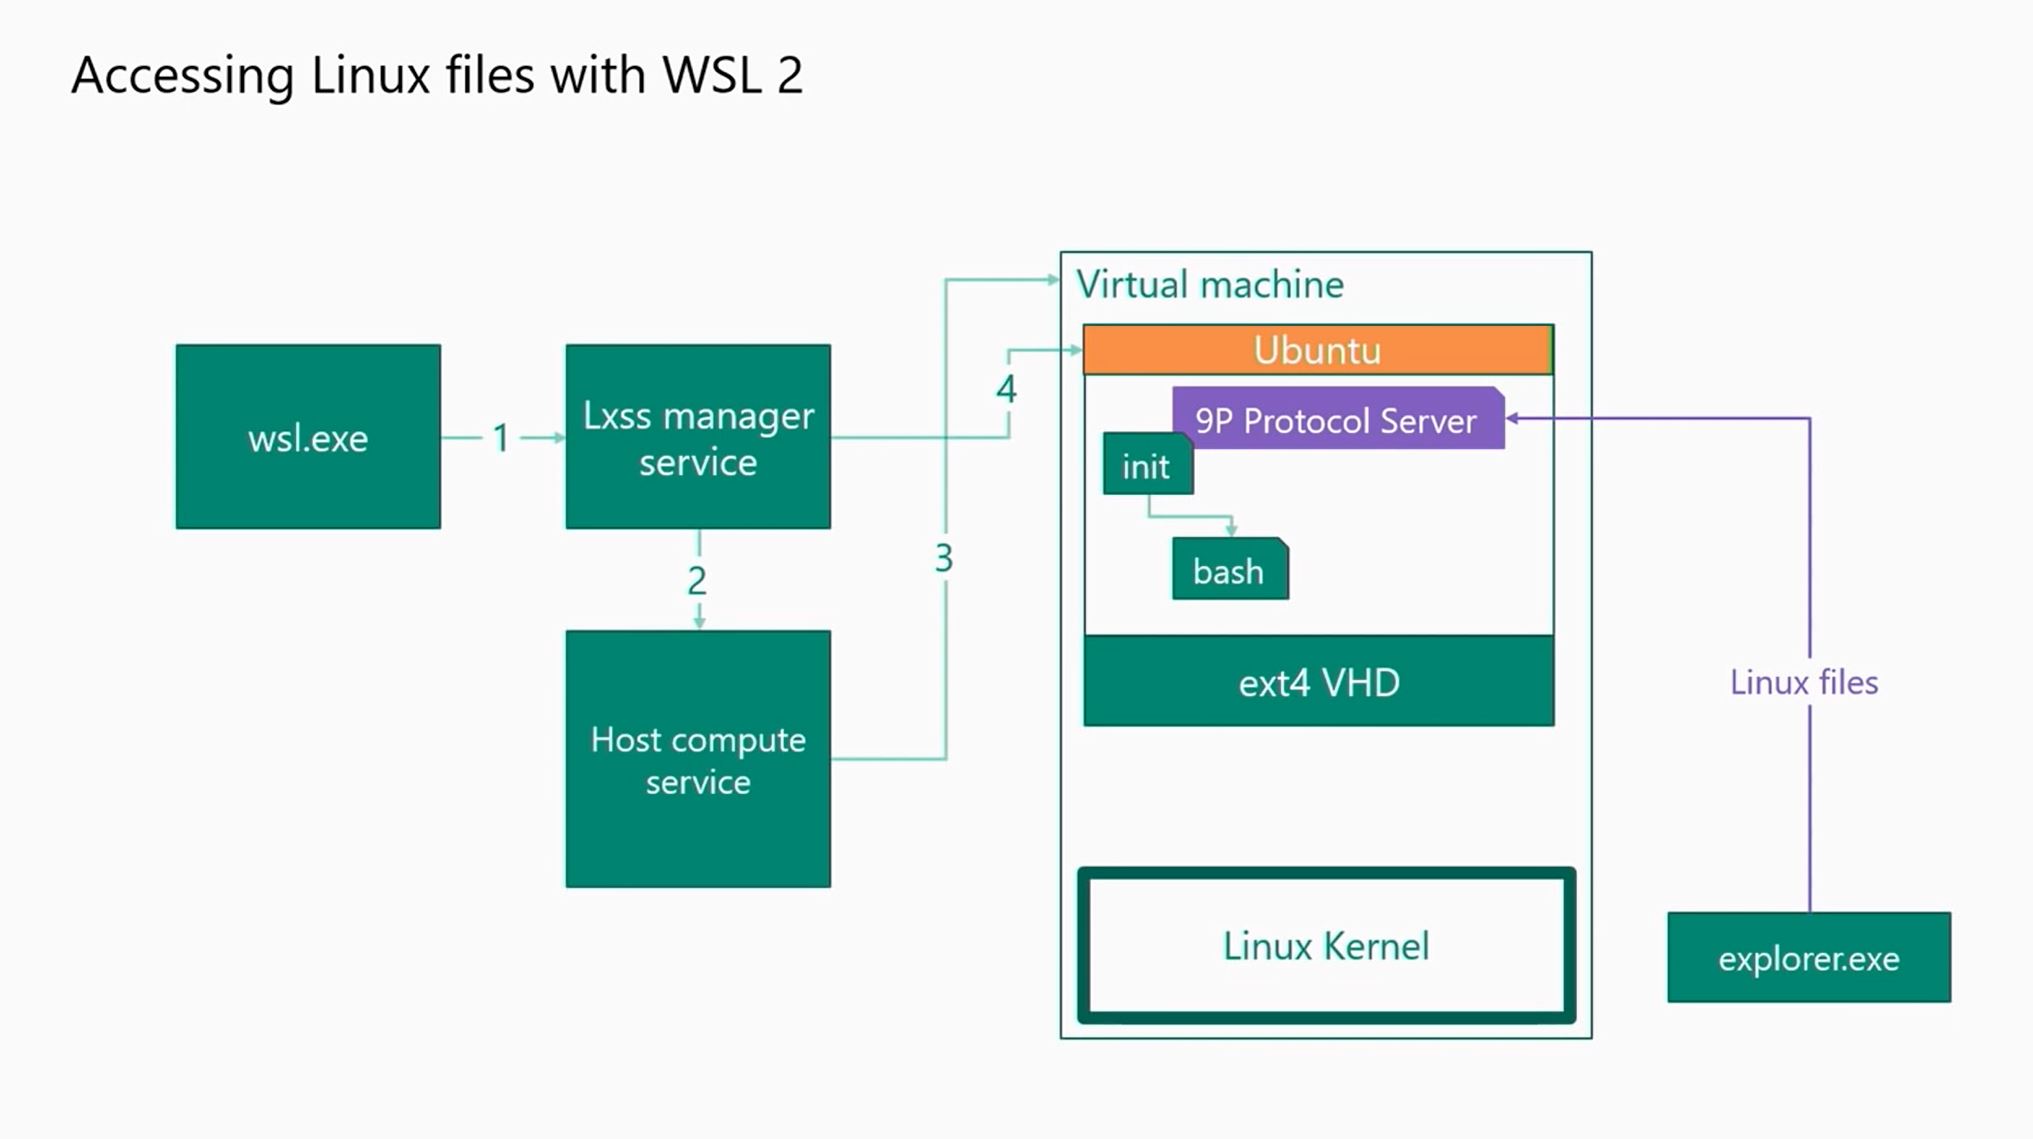 Accessing Linux files with WSL 2
wsl.exe
1
Lxss manager
service
2
Host compute
service
3
4
Virtual machine
Ubuntu
9P Protocol Server
init
bash
ext4 VHD
Linux Kernel
Linux files
explorer.exe